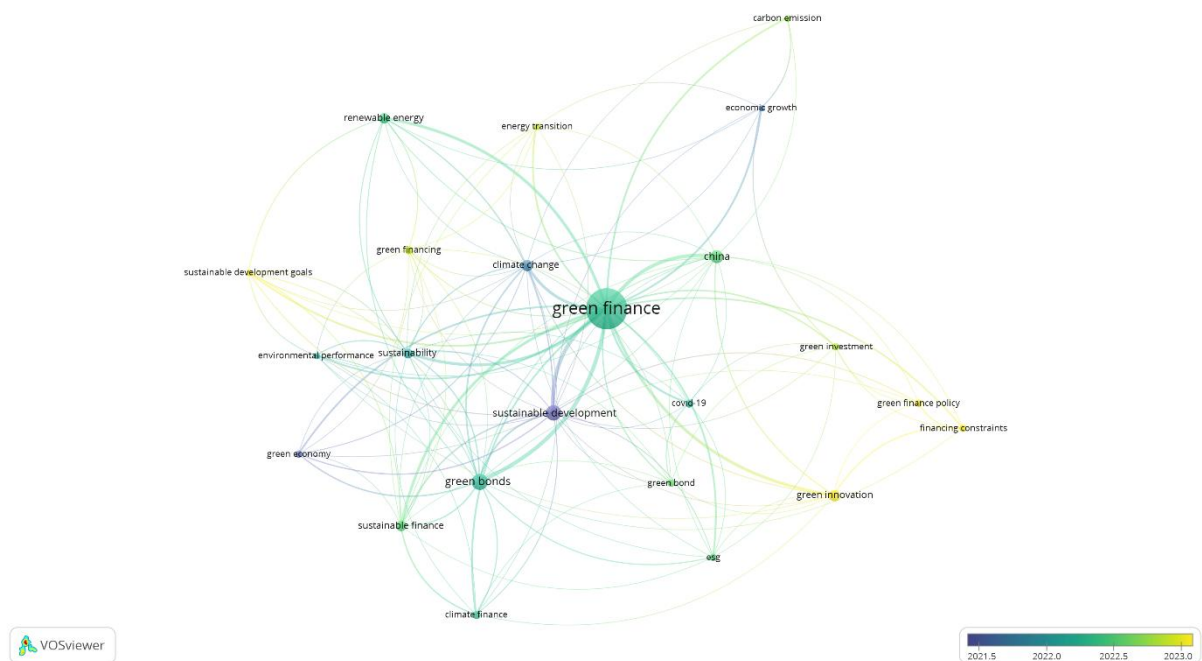 carbon emission
economic growth
renewable energy
energy transition
green financing
climate change
china
sustainable development goals
green finance
environmental performance
sustainability
green investment
covid-19
green finance policy
sustainable development
financing constraints
green economy
green bonds
green bond
green innovation
sustainable finance
esg
climate finance
VOSviewer
2021.5 2022.0 2022.5 2023.0